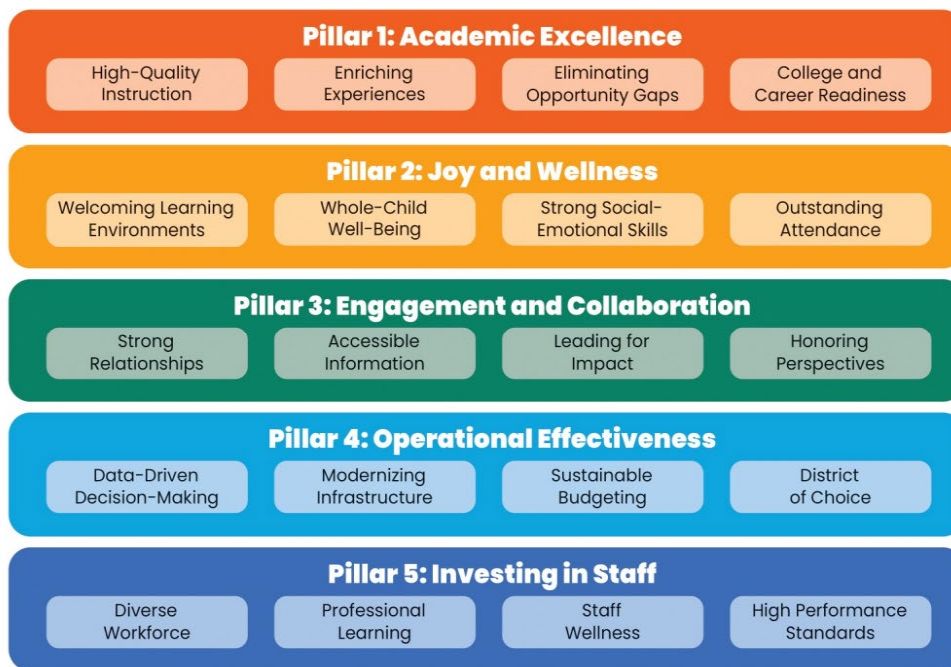 Pillar 1: Academic Excellence
High-Quality
Instruction
Enriching
Experiences
Eliminating
Opportunity Gaps
College and
Career Readiness
Pillar 2: Joy and Wellness
Welcoming Learning
Environments
Whole-Child
Well-Being
Strong Social-
Emotional Skills
Outstanding
Attendance
Pillar 3: Engagement and Collaboration
Strong
Relationships
Accessible
Information
Leading for
Impact
Honoring
Perspectives
Pillar 4: Operational Effectiveness
Data-Driven
Decision-Making
Modernizing
Infrastructure
Sustainable
Budgeting
District
of Choice
Pillar 5: Investing in Staff
Diverse
Workforce
Professional
Learning
Staff
Wellness
High Performance
Standards